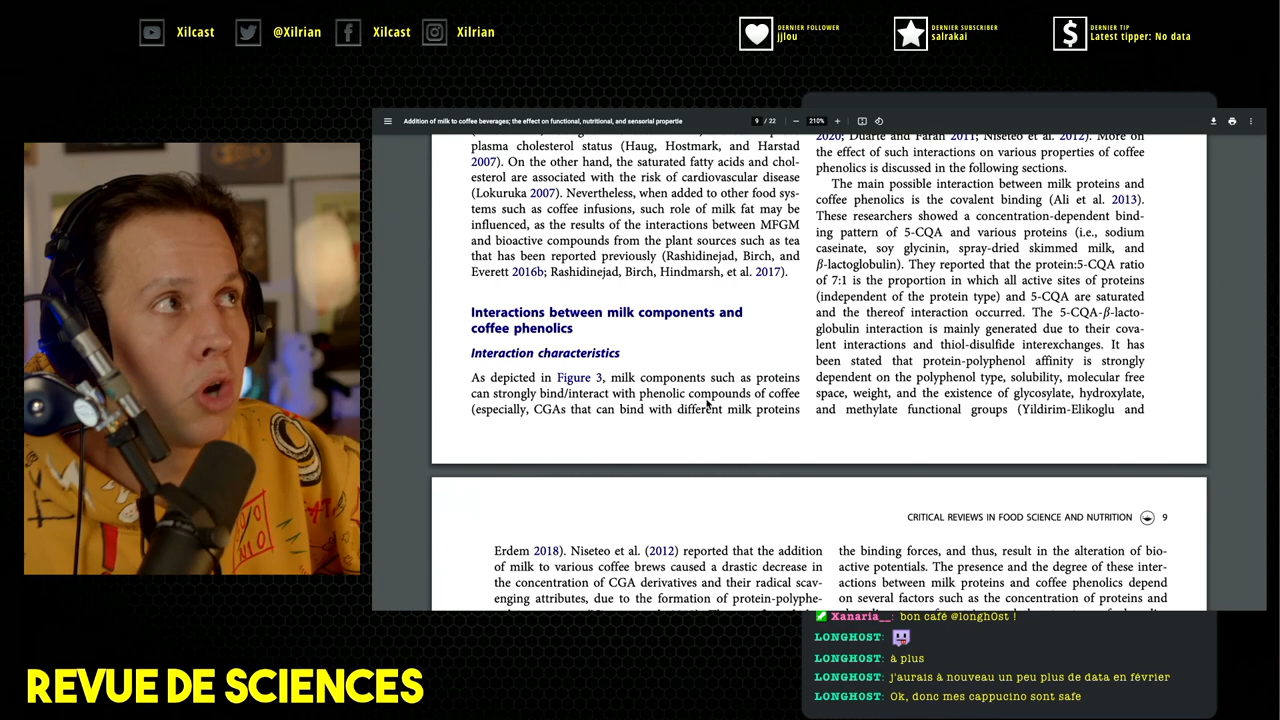 Xilcast
@Xilrian
Xilcast
Xilrian
DERNIER FOLLOWER
jjlou
DERNIER SUBSCRIBER
salrakai
DERNIER TIP
Latest tipper: No data
Addition of milk to coffee beverages; the effect on functional, nutritional, and sensorial propertie
9 / 22
210%
plasma cholesterol status (Haug, Hostmark, and Harstad
2007). On the other hand, the saturated fatty acids and chol-
esterol are associated with the risk of cardiovascular disease
(Lokuruka 2007). Nevertheless, when added to other food sys-
tems such as coffee infusions, such role of milk fat may be
influenced, as the results of the interactions between MFGM
and bioactive compounds from the plant sources such as tea
that has been reported previously (Rashidinejad, Birch, and
Everett 2016b; Rashidinejad, Birch, Hindmarsh, et al. 2017).
Interactions between milk components and
coffee phenolics
Interaction characteristics
As depicted in Figure 3, milk components such as proteins
can strongly bind/interact with phenolic compounds of coffee
(especially, CGAs that can bind with different milk proteins
2020; Duarte and Farah 2011; Niseteo et al. 2012). More on
the effect of such interactions on various properties of coffee
phenolics is discussed in the following sections.
The main possible interaction between milk proteins and
coffee phenolics is the covalent binding (Ali et al. 2013).
These researchers showed a concentration-dependent bind-
ing pattern of 5-CQA and various proteins (i.e., sodium
caseinate, soy glycinin, spray-dried skimmed milk, and
β-lactoglobulin). They reported that the protein:5-CQA ratio
of 7:1 is the proportion in which all active sites of proteins
(independent of the protein type) and 5-CQA are saturated
and the thereof interaction occurred. The 5-CQA-β-lacto-
globulin interaction is mainly generated due to their cova-
lent interactions and thiol-disulfide interexchanges. It has
been stated that protein-polyphenol affinity is strongly
dependent on the polyphenol type, solubility, molecular free
space, weight, and the existence of glycosylate, hydroxylate,
and methylate functional groups (Yildirim-Elikoglu and
CRITICAL REVIEWS IN FOOD SCIENCE AND NUTRITION 9
Erdem 2018). Niseteo et al. (2012) reported that the addition
of milk to various coffee brews caused a drastic decrease in
the concentration of CGA derivatives and their radical scav-
enging attributes, due to the formation of protein-polyphe-
the binding forces, and thus, result in the alteration of bio-
active potentials. The presence and the degree of these inter-
actions between milk proteins and coffee phenolics depend
on several factors such as the concentration of proteins and
Xanaria__: bon café @longh0st !
LONGHOST:
LONGHOST: à plus
LONGHOST: j'aurais à nouveau un peu plus de data en février
LONGHOST: Ok, donc mes cappucino sont safe
REVUE DE SCIENCES